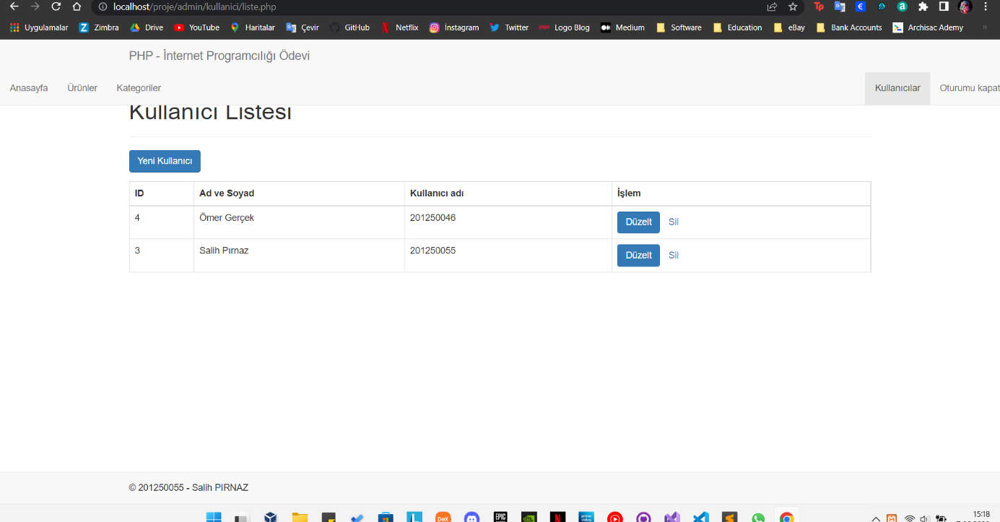 localhost/proje/admin/kullanici/liste.php
Uygulamalar Zimbra Drive YouTube Haritalar Çevir GitHub Netflix İnstagram Twitter Logo Blog Medium Software Education eBay Bank Accounts Archisac Ademy »
PHP - İnternet Programcılığı Ödevi
Anasayfa Ürünler Kategoriler Kullanıcılar Oturumu kapat
Kullanıcı Listesi
Yeni Kullanıcı
ID Ad ve Soyad Kullanıcı adı İşlem
4 Ömer Gerçek 201250046 Düzelt Sil
3 Salih Pırnaz 201250055 Düzelt Sil
© 201250055 - Salih PIRNAZ
15:18